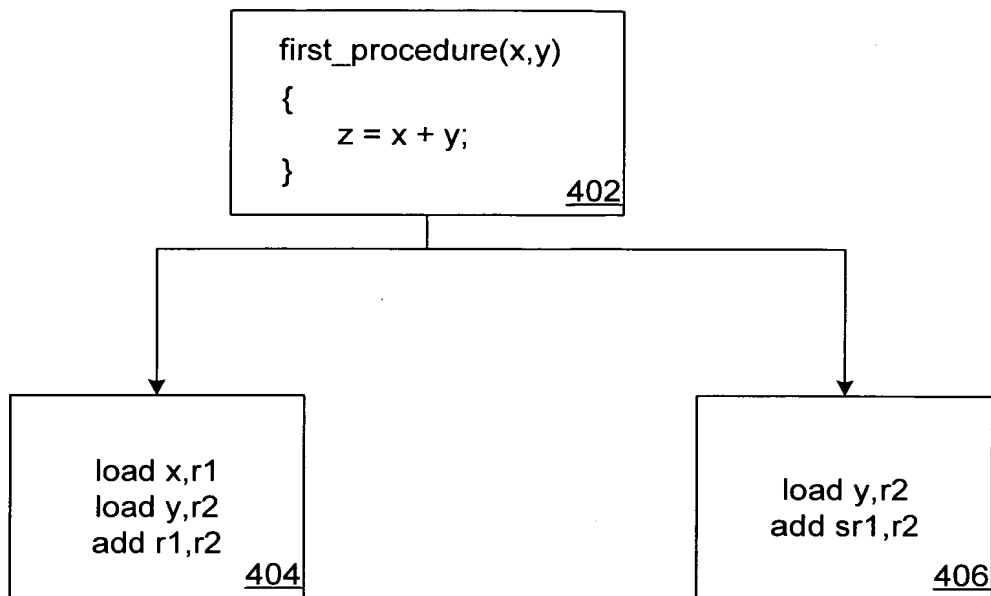 first_procedure(x,y)
{
z = x + y;
}
402
load x,r1
load y,r2
add r1,r2
404
load y,r2
add sr1,r2
406